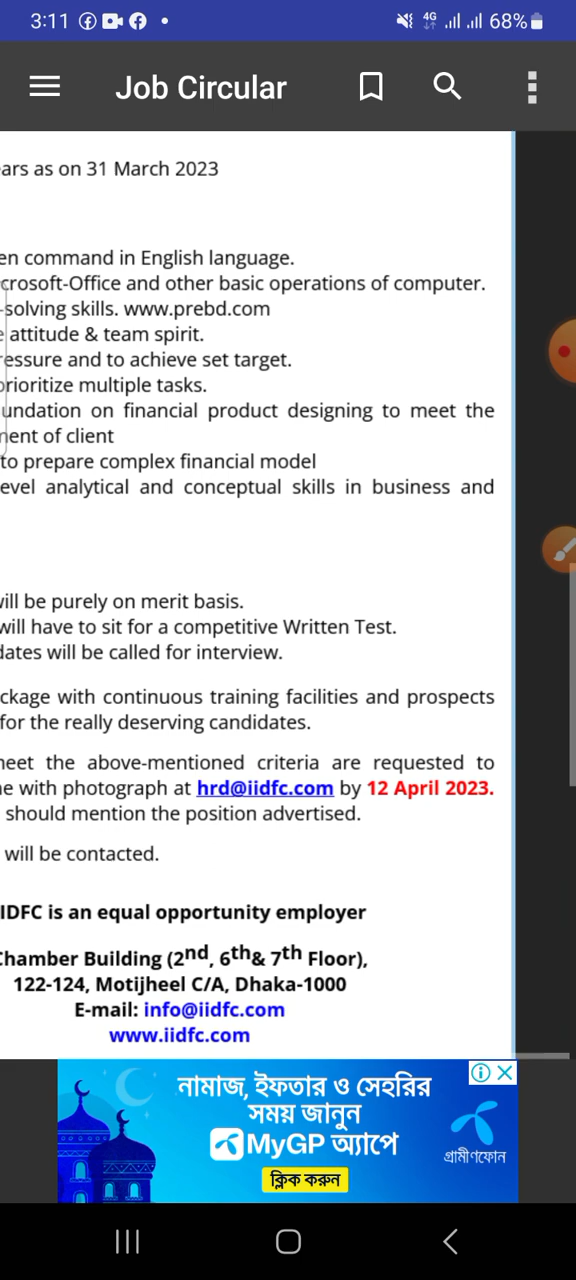 3:11
4G
68%
Job Circular
ars as on 31 March 2023
en command in English language.
crosoft-Office and other basic operations of computer.
-solving skills. www.prebd.com
e attitude & team spirit.
ressure and to achieve set target.
prioritize multiple tasks.
undation on financial product designing to meet the
nent of client
to prepare complex financial model
evel analytical and conceptual skills in business and
will be purely on merit basis.
will have to sit for a competitive Written Test.
dates will be called for interview.
ckage with continuous training facilities and prospects
for the really deserving candidates.
neet the above-mentioned criteria are requested to
ne with photograph at hrd@iidfc.com by 12 April 2023.
should mention the position advertised.
will be contacted.
IDFC is an equal opportunity employer
Chamber Building (2nd, 6th& 7th Floor),
122-124, Motijheel C/A, Dhaka-1000
E-mail: info@iidfc.com
www.iidfc.com
নামাজ, ইফতার ও সেহরির
সময় জানুন
MyGP অ্যাপে
গ্রামীণফোন
ক্লিক করুন